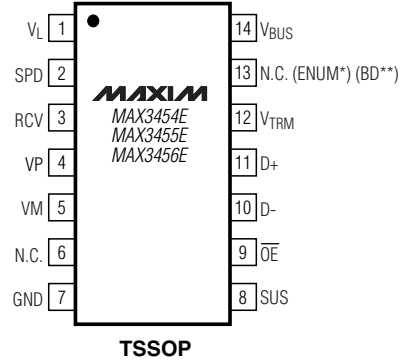 VL 1
SPD 2
RCV 3
VP 4
VM 5
N.C. 6
GND 7
MAXIM
MAX3454E
MAX3455E
MAX3456E
14 VBUS
13 N.C. (ENUM*) (BD**)
12 VTRM
11 D+
10 D-
9 OE
8 SUS
TSSOP